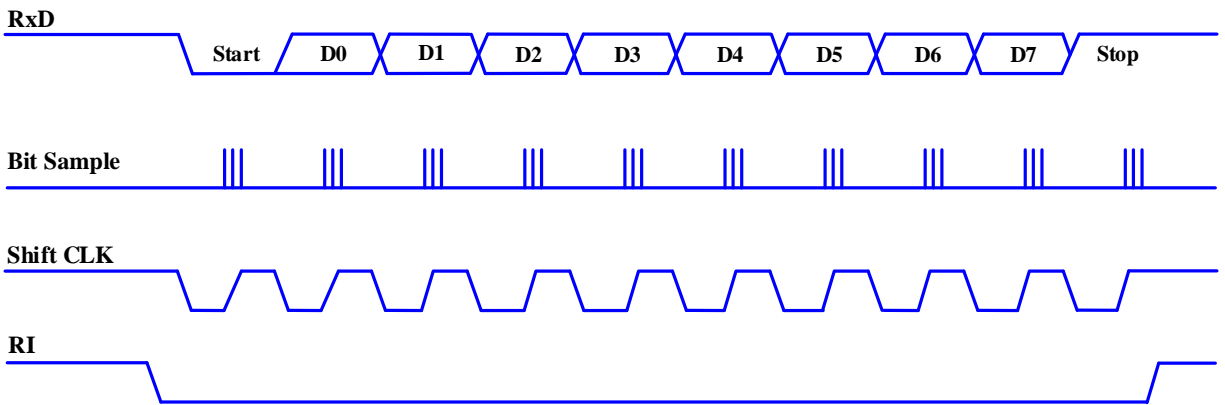 RxD
Start D0 D1 D2 D3 D4 D5 D6 D7 Stop
Bit Sample
Shift CLK
RI